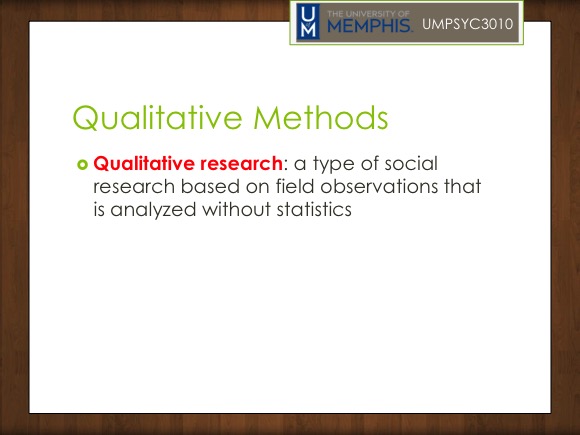 UM
THE UNIVERSITY OF
MEMPHIS.
UMPSYC3010
Qualitative Methods
Qualitative research: a type of social
research based on field observations that
is analyzed without statistics